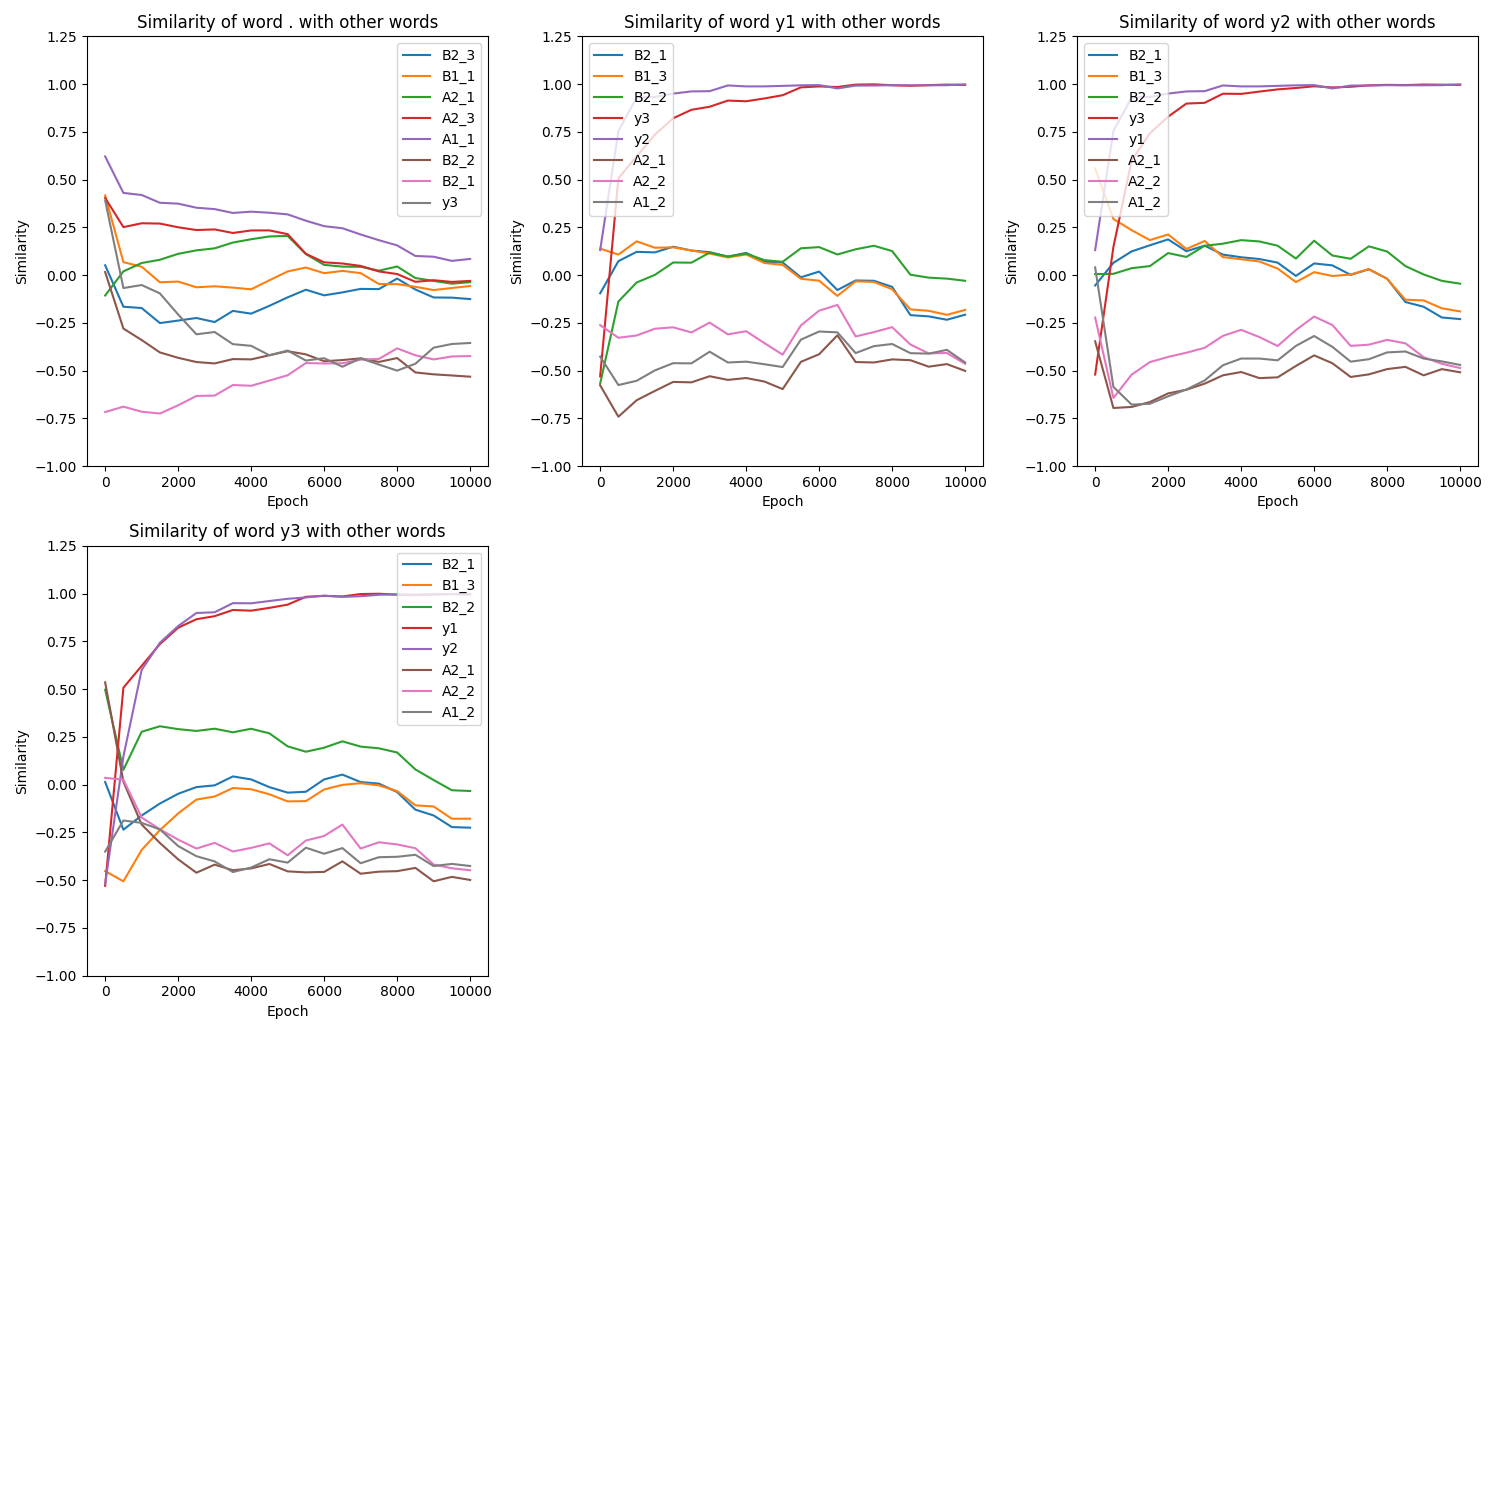 Similarity of word . with other words
1.25
1.00
0.75
0.50
0.25
0.00
−0.25
−0.50
−0.75
−1.00
Similarity
0 2000 4000 6000 8000 10000
Epoch
B2_3
B1_1
A2_1
A2_3
A1_1
B2_2
B2_1
y3
Similarity of word y1 with other words
1.25
1.00
0.75
0.50
0.25
0.00
−0.25
−0.50
−0.75
−1.00
Similarity
0 2000 4000 6000 8000 10000
Epoch
B2_1
B1_3
B2_2
y3
y2
A2_1
A2_2
A1_2
Similarity of word y2 with other words
1.25
1.00
0.75
0.50
0.25
0.00
−0.25
−0.50
−0.75
−1.00
Similarity
0 2000 4000 6000 8000 10000
Epoch
B2_1
B1_3
B2_2
y3
y1
A2_1
A2_2
A1_2
Similarity of word y3 with other words
1.25
1.00
0.75
0.50
0.25
0.00
−0.25
−0.50
−0.75
−1.00
Similarity
0 2000 4000 6000 8000 10000
Epoch
B2_1
B1_3
B2_2
y1
y2
A2_1
A2_2
A1_2